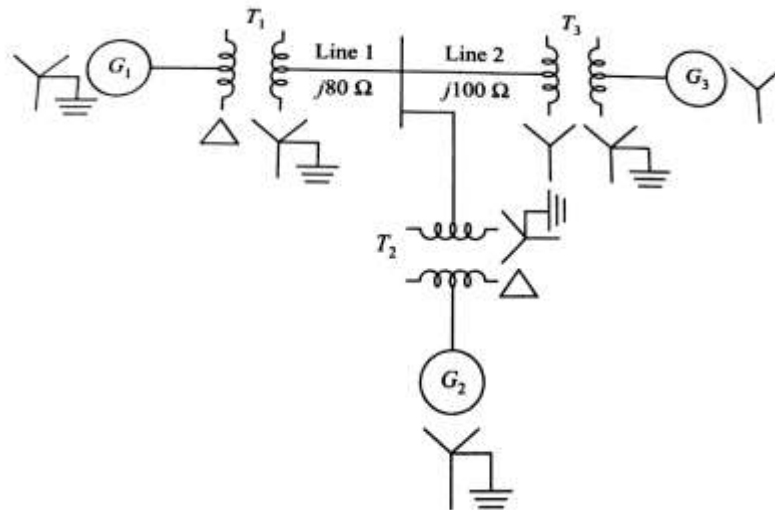 T₁
T₃
Line 1
Line 2
G₁
G₃
j80 Ω
j100 Ω
T₂
G₂